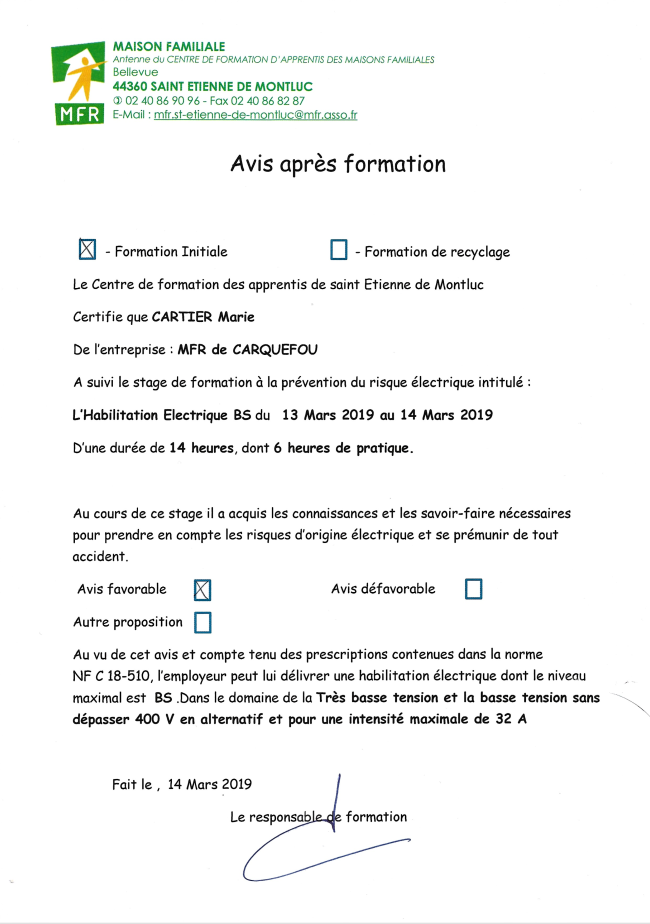 MAISON FAMILIALE
Antenne du CENTRE DE FORMATION D'APPRENTIS DES MAISONS FAMILIALES
Bellevue
44360 SAINT ETIENNE DE MONTLUC
✆ 02 40 86 90 96 - Fax 02 40 86 82 87
E-Mail : mfr.st-etienne-de-montluc@mfr.asso.fr
MFR
Avis après formation
☒ - Formation Initiale ☐ - Formation de recyclage
Le Centre de formation des apprentis de saint Etienne de Montluc
Certifie que CARTIER Marie
De l'entreprise : MFR de CARQUEFOU
A suivi le stage de formation à la prévention du risque électrique intitulé :
L'Habilitation Electrique BS du 13 Mars 2019 au 14 Mars 2019
D'une durée de 14 heures, dont 6 heures de pratique.
Au cours de ce stage il a acquis les connaissances et les savoir-faire nécessaires
pour prendre en compte les risques d'origine électrique et se prémunir de tout
accident.
Avis favorable ☒ Avis défavorable ☐
Autre proposition ☐
Au vu de cet avis et compte tenu des prescriptions contenues dans la norme
NF C 18-510, l'employeur peut lui délivrer une habilitation électrique dont le niveau
maximal est BS .Dans le domaine de la Très basse tension et la basse tension sans
dépasser 400 V en alternatif et pour une intensité maximale de 32 A
Fait le , 14 Mars 2019
Le responsable de formation